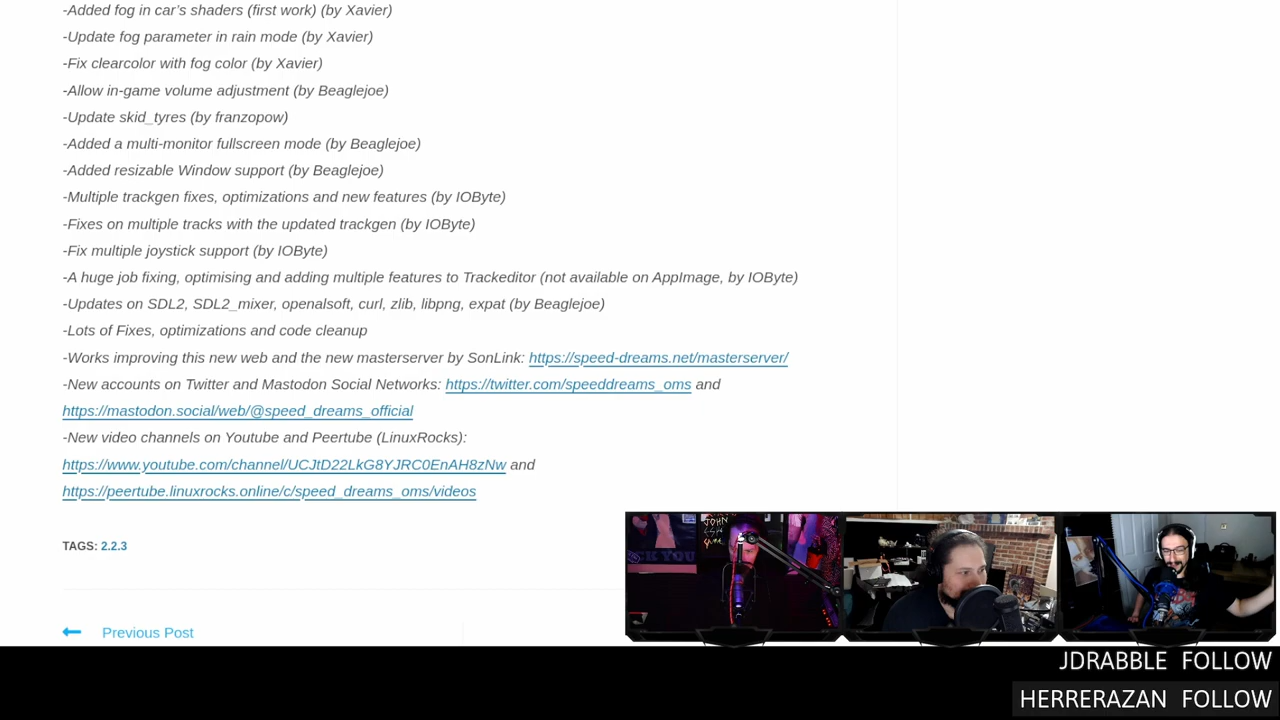 -Added fog in car’s shaders (first work) (by Xavier)
-Update fog parameter in rain mode (by Xavier)
-Fix clearcolor with fog color (by Xavier)
-Allow in-game volume adjustment (by Beaglejoe)
-Update skid_tyres (by franzopow)
-Added a multi-monitor fullscreen mode (by Beaglejoe)
-Added resizable Window support (by Beaglejoe)
-Multiple trackgen fixes, optimizations and new features (by IOByte)
-Fixes on multiple tracks with the updated trackgen (by IOByte)
-Fix multiple joystick support (by IOByte)
-A huge job fixing, optimising and adding multiple features to Trackeditor (not available on AppImage, by IOByte)
-Updates on SDL2, SDL2_mixer, openalsoft, curl, zlib, libpng, expat (by Beaglejoe)
-Lots of Fixes, optimizations and code cleanup
-Works improving this new web and the new masterserver by SonLink: https://speed-dreams.net/masterserver/
-New accounts on Twitter and Mastodon Social Networks: https://twitter.com/speeddreams_oms and
https://mastodon.social/web/@speed_dreams_official
-New video channels on Youtube and Peertube (LinuxRocks):
https://www.youtube.com/channel/UCJtD22LkG8YJRC0EnAH8zNw and
https://peertube.linuxrocks.online/c/speed_dreams_oms/videos
TAGS: 2.2.3
Previous Post
JOHN
JDRABBLE FOLLOW
HERRERAZAN FOLLOW